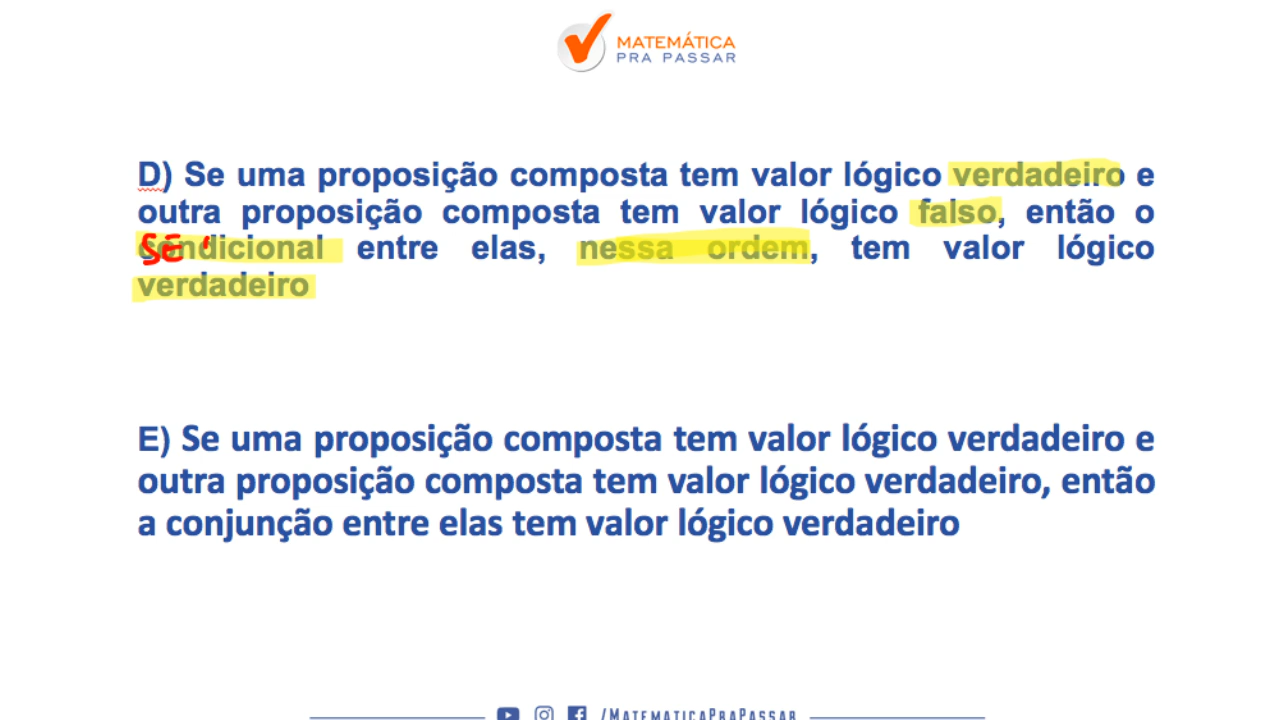 MATEMÁTICA
PRA PASSAR
D) Se uma proposição composta tem valor lógico verdadeiro e
outra proposição composta tem valor lógico falso, então o
condicional entre elas, nessa ordem, tem valor lógico
SE
verdadeiro
E) Se uma proposição composta tem valor lógico verdadeiro e
outra proposição composta tem valor lógico verdadeiro, então
a conjunção entre elas tem valor lógico verdadeiro
/MATEMATICAPRAPASSAR